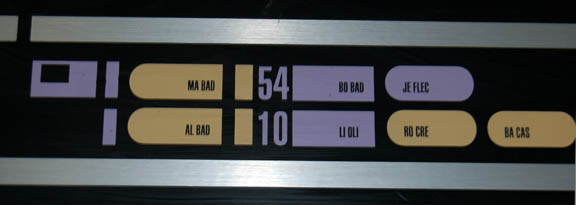 MA BAD 54 BO BAD JE FLEC
AL BAD 10 LI OLI RO CRE BA CAS